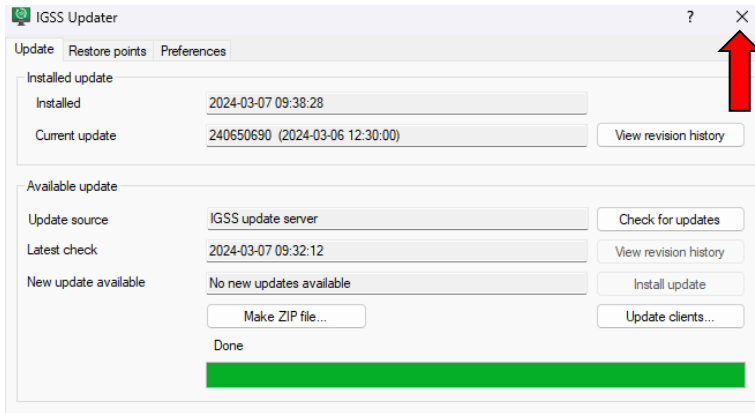 IGSS Updater ? X
Update Restore points Preferences
Installed update
Installed 2024-03-07 09:38:28
Current update 240650690 (2024-03-06 12:30:00) View revision history
Available update
Update source IGSS update server Check for updates
Latest check 2024-03-07 09:32:12 View revision history
New update available No new updates available Install update
Make ZIP file... Update clients...
Done